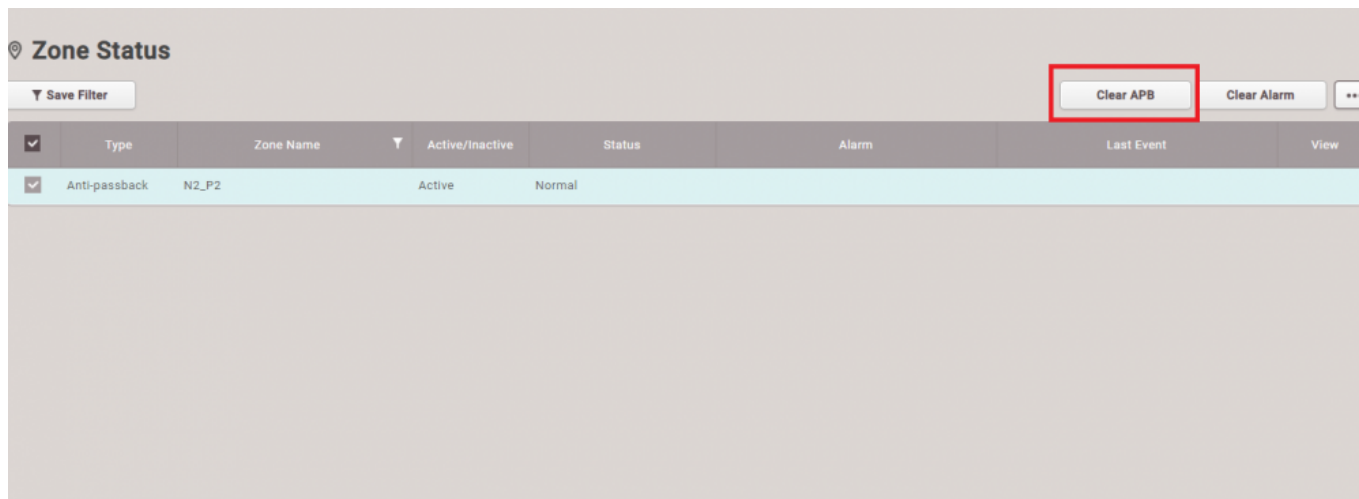 Zone Status
Save Filter
Clear APB
Clear Alarm
Type
Zone Name
Active/Inactive
Status
Alarm
Last Event
View
Anti-passback
N2_P2
Active
Normal